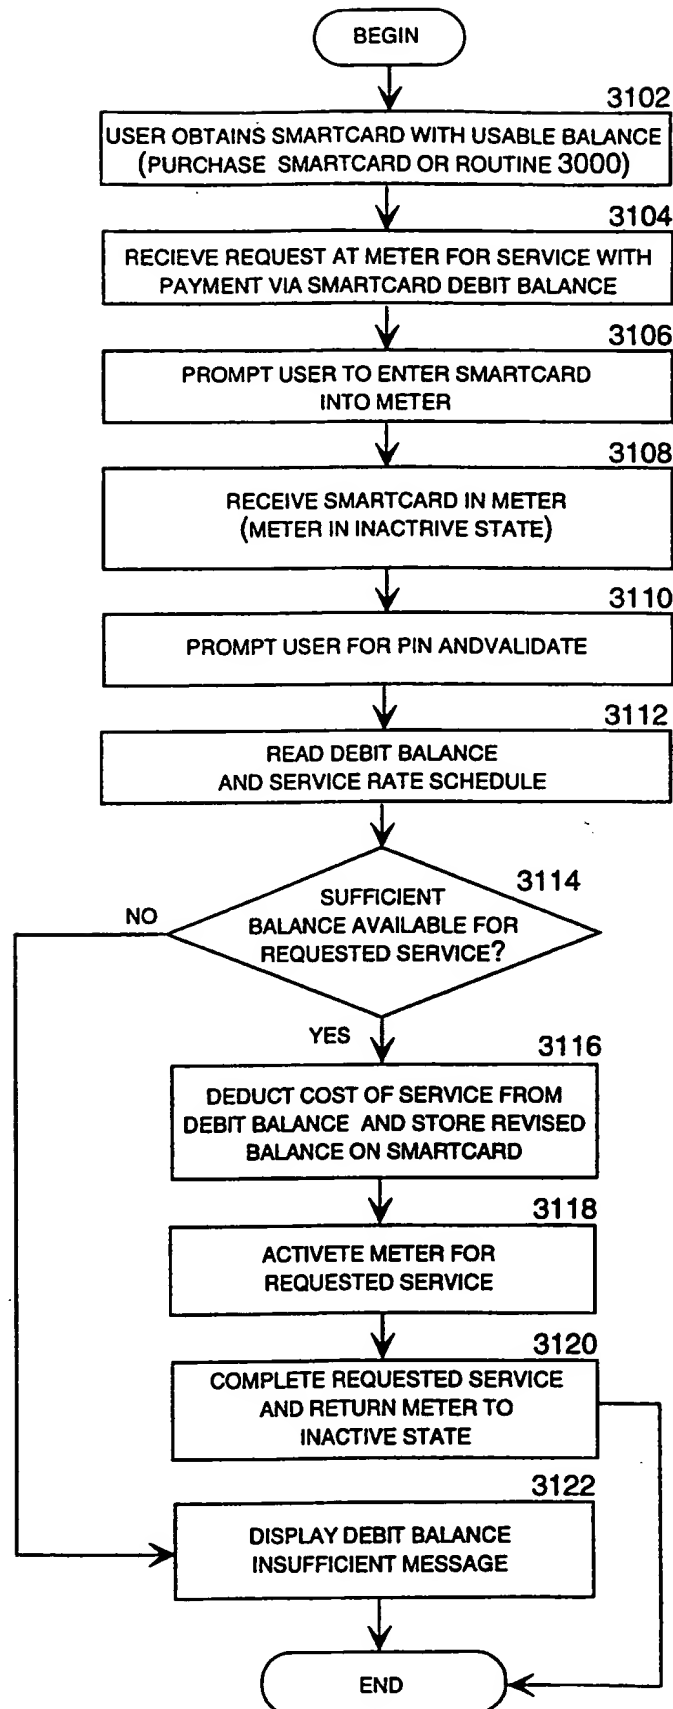 BEGIN
3102
USER OBTAINS SMARTCARD WITH USABLE BALANCE
(PURCHASE SMARTCARD OR ROUTINE 3000)
3104
RECIEVE REQUEST AT METER FOR SERVICE WITH
PAYMENT VIA SMARTCARD DEBIT BALANCE
3106
PROMPT USER TO ENTER SMARTCARD
INTO METER
3108
RECEIVE SMARTCARD IN METER
(METER IN INACTRIVE STATE)
3110
PROMPT USER FOR PIN ANDVALIDATE
3112
READ DEBIT BALANCE
AND SERVICE RATE SCHEDULE
3114
SUFFICIENT
BALANCE AVAILABLE FOR
REQUESTED SERVICE?
NO
YES
3116
DEDUCT COST OF SERVICE FROM
DEBIT BALANCE AND STORE REVISED
BALANCE ON SMARTCARD
3118
ACTIVETE METER FOR
REQUESTED SERVICE
3120
COMPLETE REQUESTED SERVICE
AND RETURN METER TO
INACTIVE STATE
3122
DISPLAY DEBIT BALANCE
INSUFFICIENT MESSAGE
END